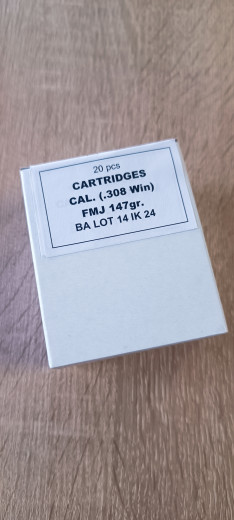 20 pcs
CARTRIDGES
CAL. (.308 Win)
FMJ 147gr.
BA LOT 14 IK 24